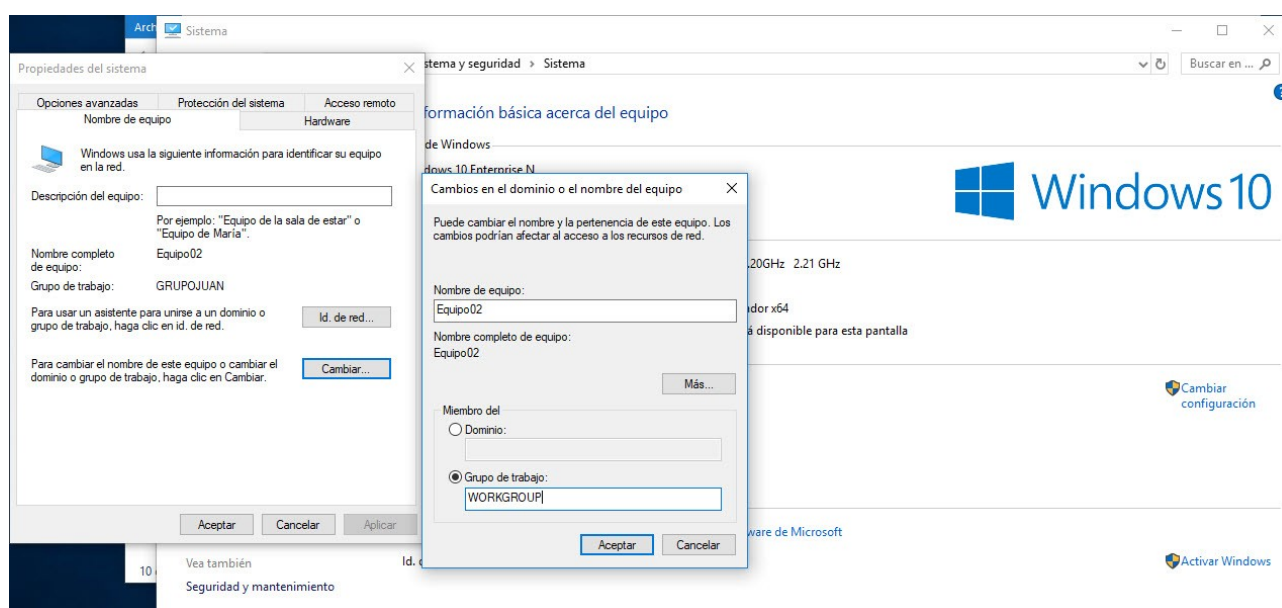 Arch
Sistema
Propiedades del sistema
stema y seguridad > Sistema
Buscar en ...
Opciones avanzadas
Protección del sistema
Acceso remoto
Nombre de equipo
Hardware
Windows usa la siguiente información para identificar su equipo
en la red.
Descripción del equipo:
Por ejemplo: "Equipo de la sala de estar" o
"Equipo de María".
Nombre completo
de equipo:
Equipo02
Grupo de trabajo:
GRUPOJUAN
Para usar un asistente para unirse a un dominio o
grupo de trabajo, haga clic en id. de red.
Id. de red...
Para cambiar el nombre de este equipo o cambiar el
dominio o grupo de trabajo, haga clic en Cambiar.
Cambiar...
Aceptar
Cancelar
Aplicar
formación básica acerca del equipo
de Windows
dows 10 Enterprise N
Windows 10
Cambios en el dominio o el nombre del equipo
Puede cambiar el nombre y la pertenencia de este equipo. Los
cambios podrían afectar al acceso a los recursos de red.
Nombre de equipo:
Equipo02
Nombre completo de equipo:
Equipo02
Más...
Miembro del
Dominio:
Grupo de trabajo:
WORKGROUP
Aceptar
Cancelar
.20GHz 2.21 GHz
ador x64
á disponible para esta pantalla
Cambiar
configuración
ware de Microsoft
Activar Windows
10
Vea también
Id.
Seguridad y mantenimiento